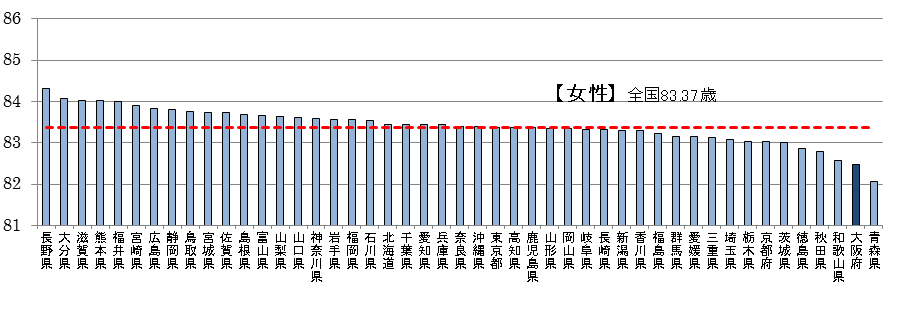 86
85
84
83
82
81
【女性】全国83.37歳
長野県
大分県
滋賀県
熊本県
福井県
宮崎県
広島県
静岡県
鳥取県
宮城県
佐賀県
島根県
富山県
山梨県
山口県
神奈川県
岩手県
福岡県
石川県
北海道
千葉県
愛知県
兵庫県
奈良県
沖縄県
東京都
高知県
鹿児島県
山形県
岡山県
岐阜県
長崎県
新潟県
香川県
福島県
群馬県
愛媛県
三重県
埼玉県
栃木県
京都府
茨城県
徳島県
秋田県
和歌山県
大阪府
青森県